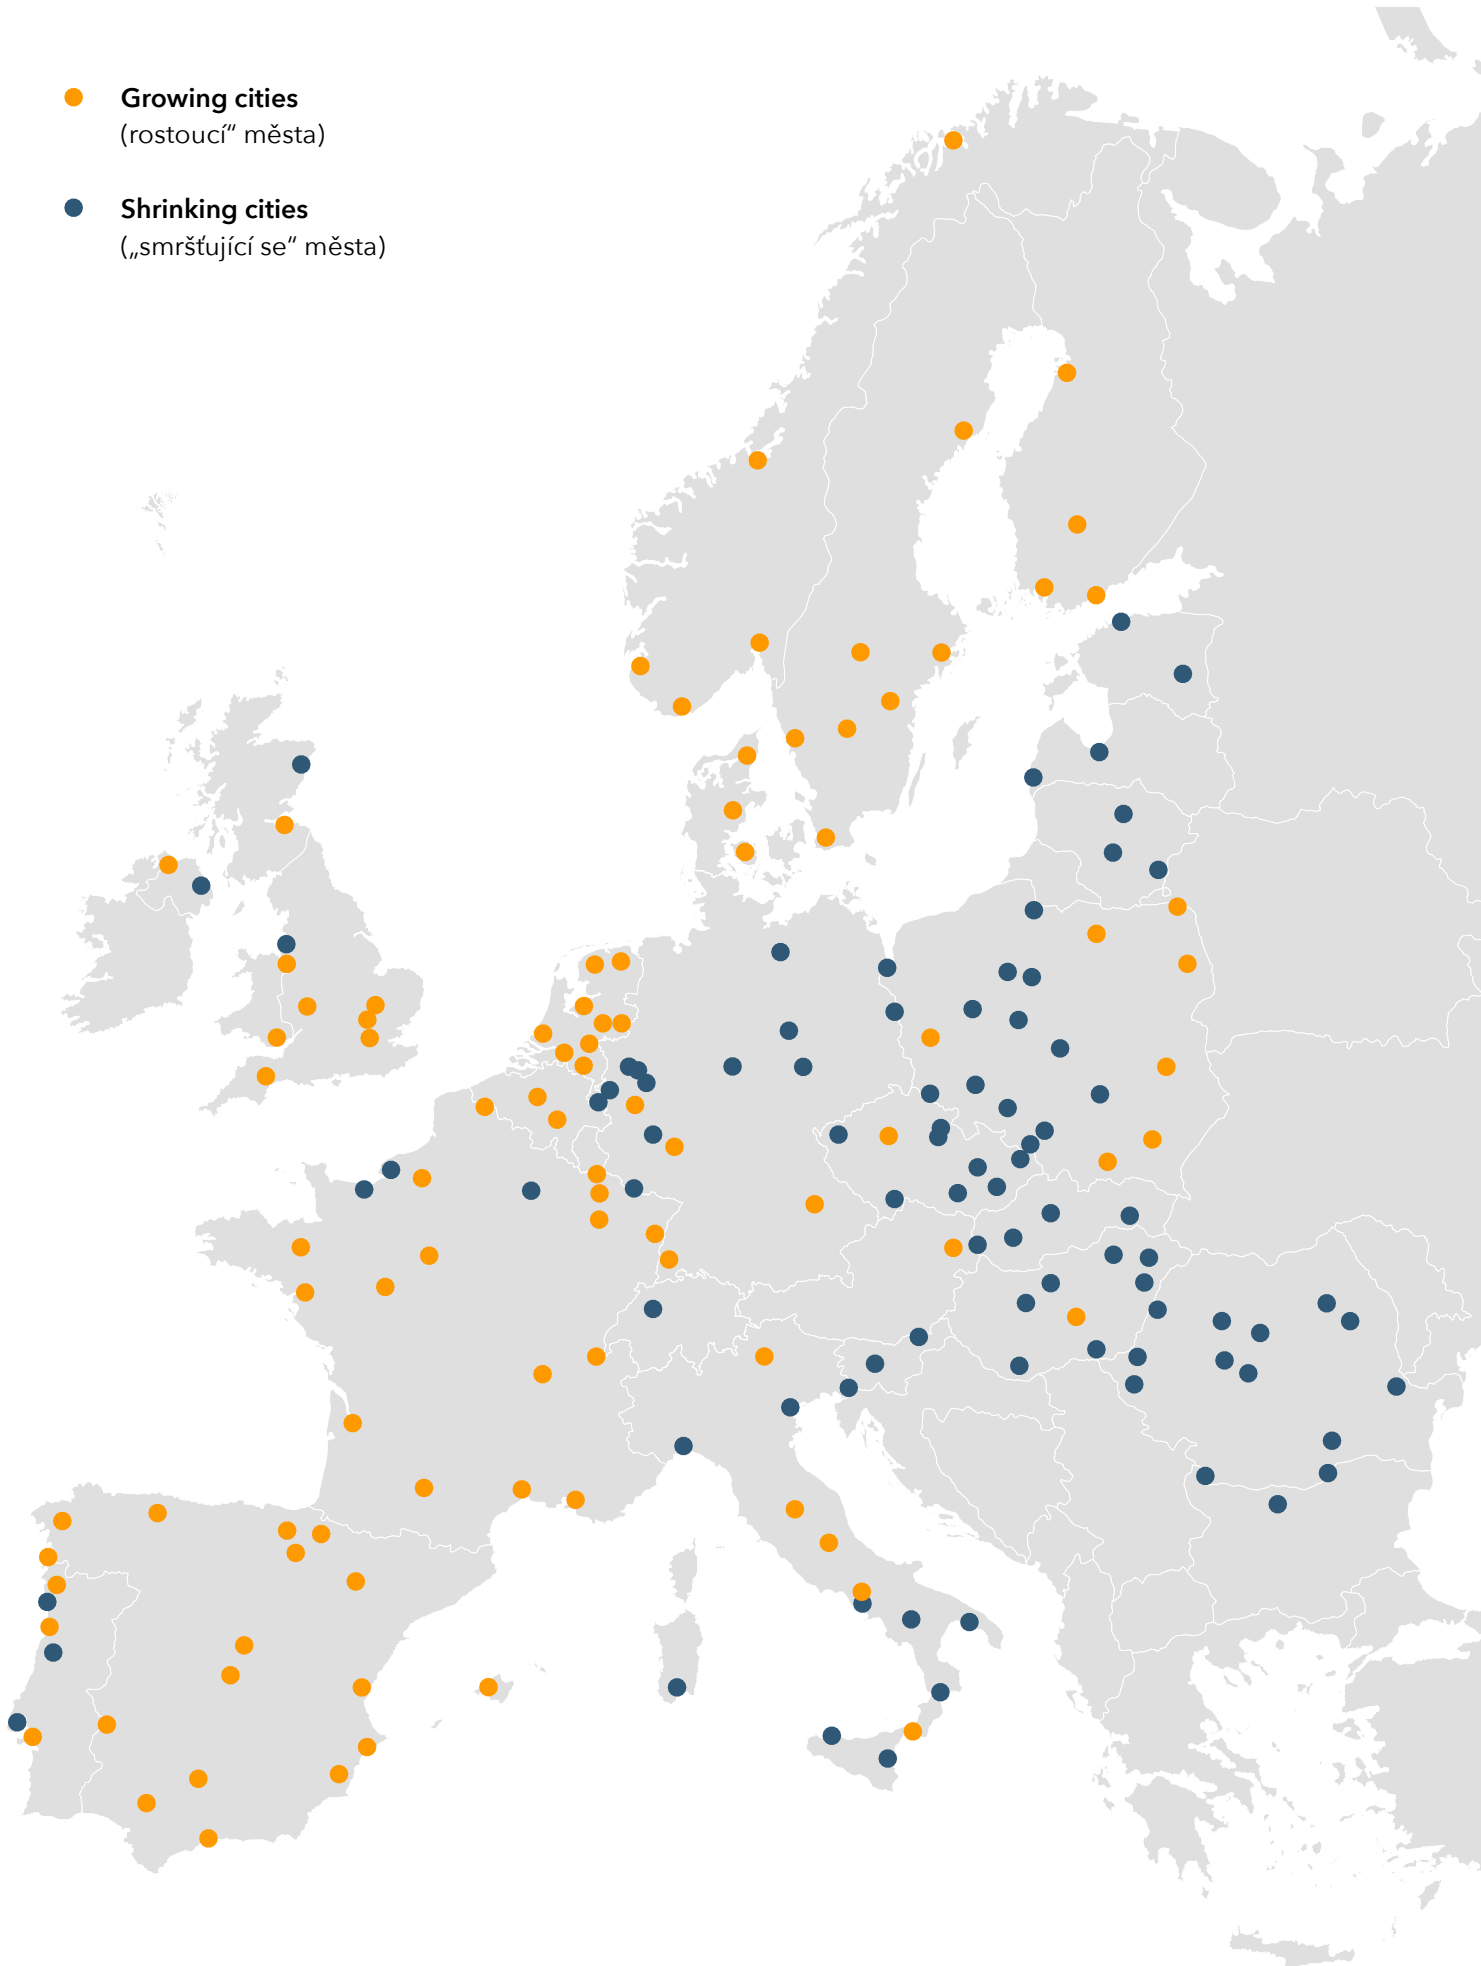 Growing cities
(rostoucí“ města)
Shrinking cities
(„smršťující se“ města)